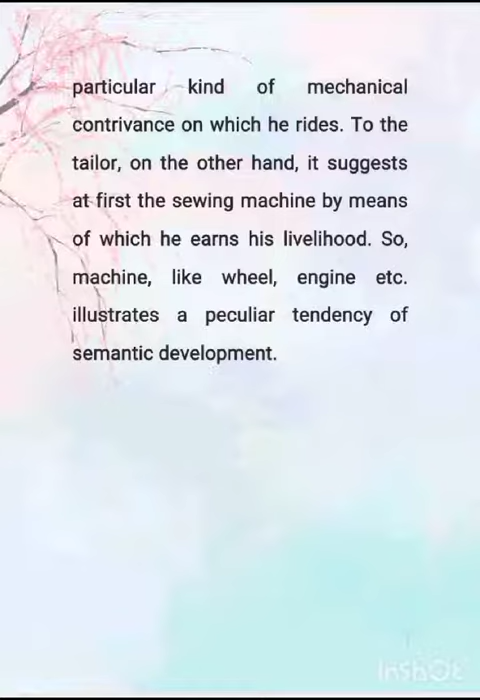 particular kind of mechanical
contrivance on which he rides. To the
tailor, on the other hand, it suggests
at first the sewing machine by means
of which he earns his livelihood. So,
machine, like wheel, engine etc.
illustrates a peculiar tendency of
semantic development.
InShOt